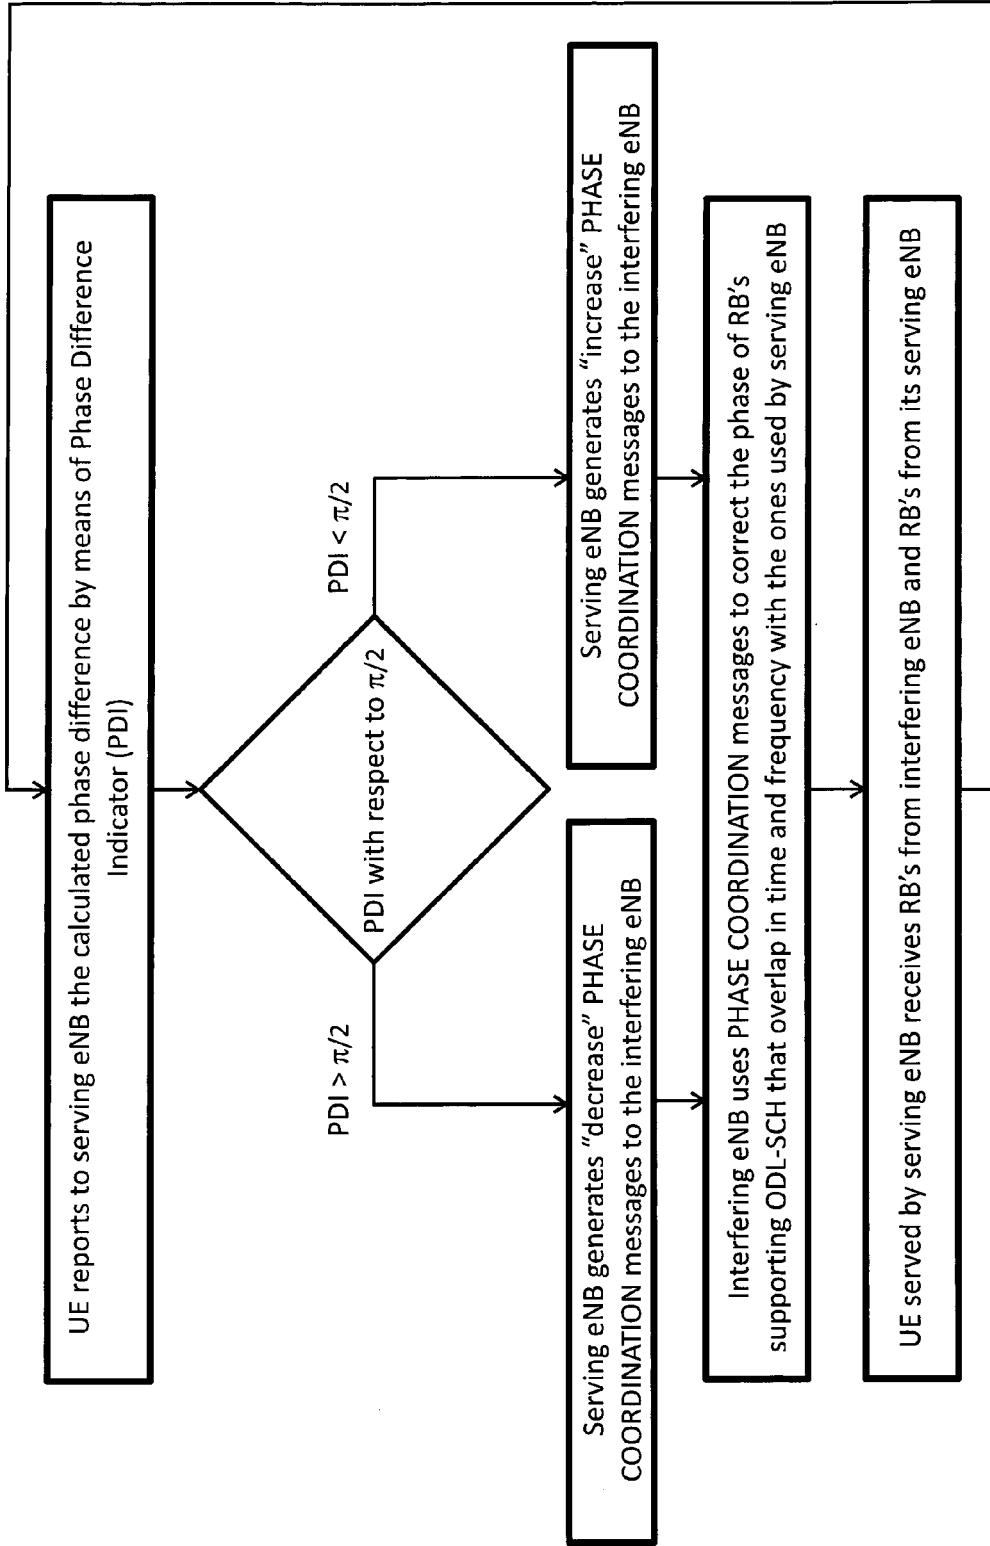 UE reports to serving eNB the calculated phase difference by means of Phase Difference
Indicator (PDI)
PDI with respect to π/2
PDI > π/2
PDI < π/2
Serving eNB generates “decrease” PHASE
COORDINATION messages to the interfering eNB
Serving eNB generates “increase” PHASE
COORDINATION messages to the interfering eNB
Interfering eNB uses PHASE COORDINATION messages to correct the phase of RB’s
supporting ODL-SCH that overlap in time and frequency with the ones used by serving eNB
UE served by serving eNB receives RB’s from interfering eNB and RB’s from its serving eNB